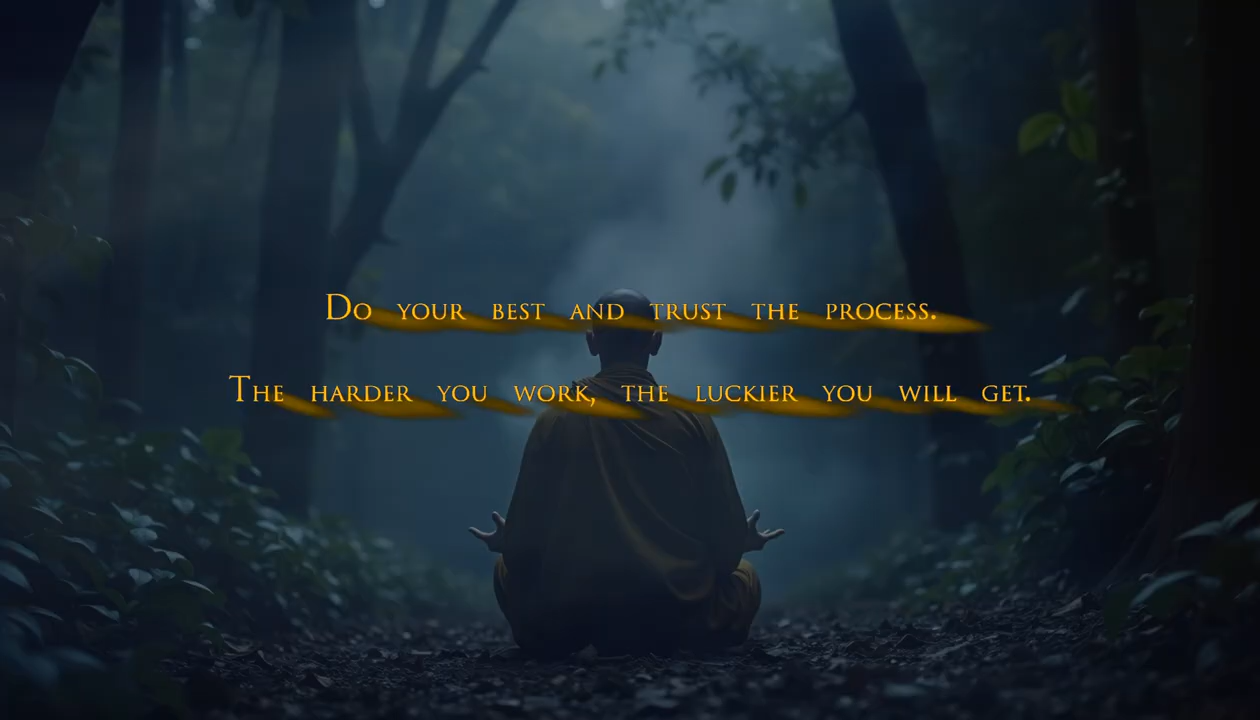 Do your best and trust the process.
The harder you work, the luckier you will get.